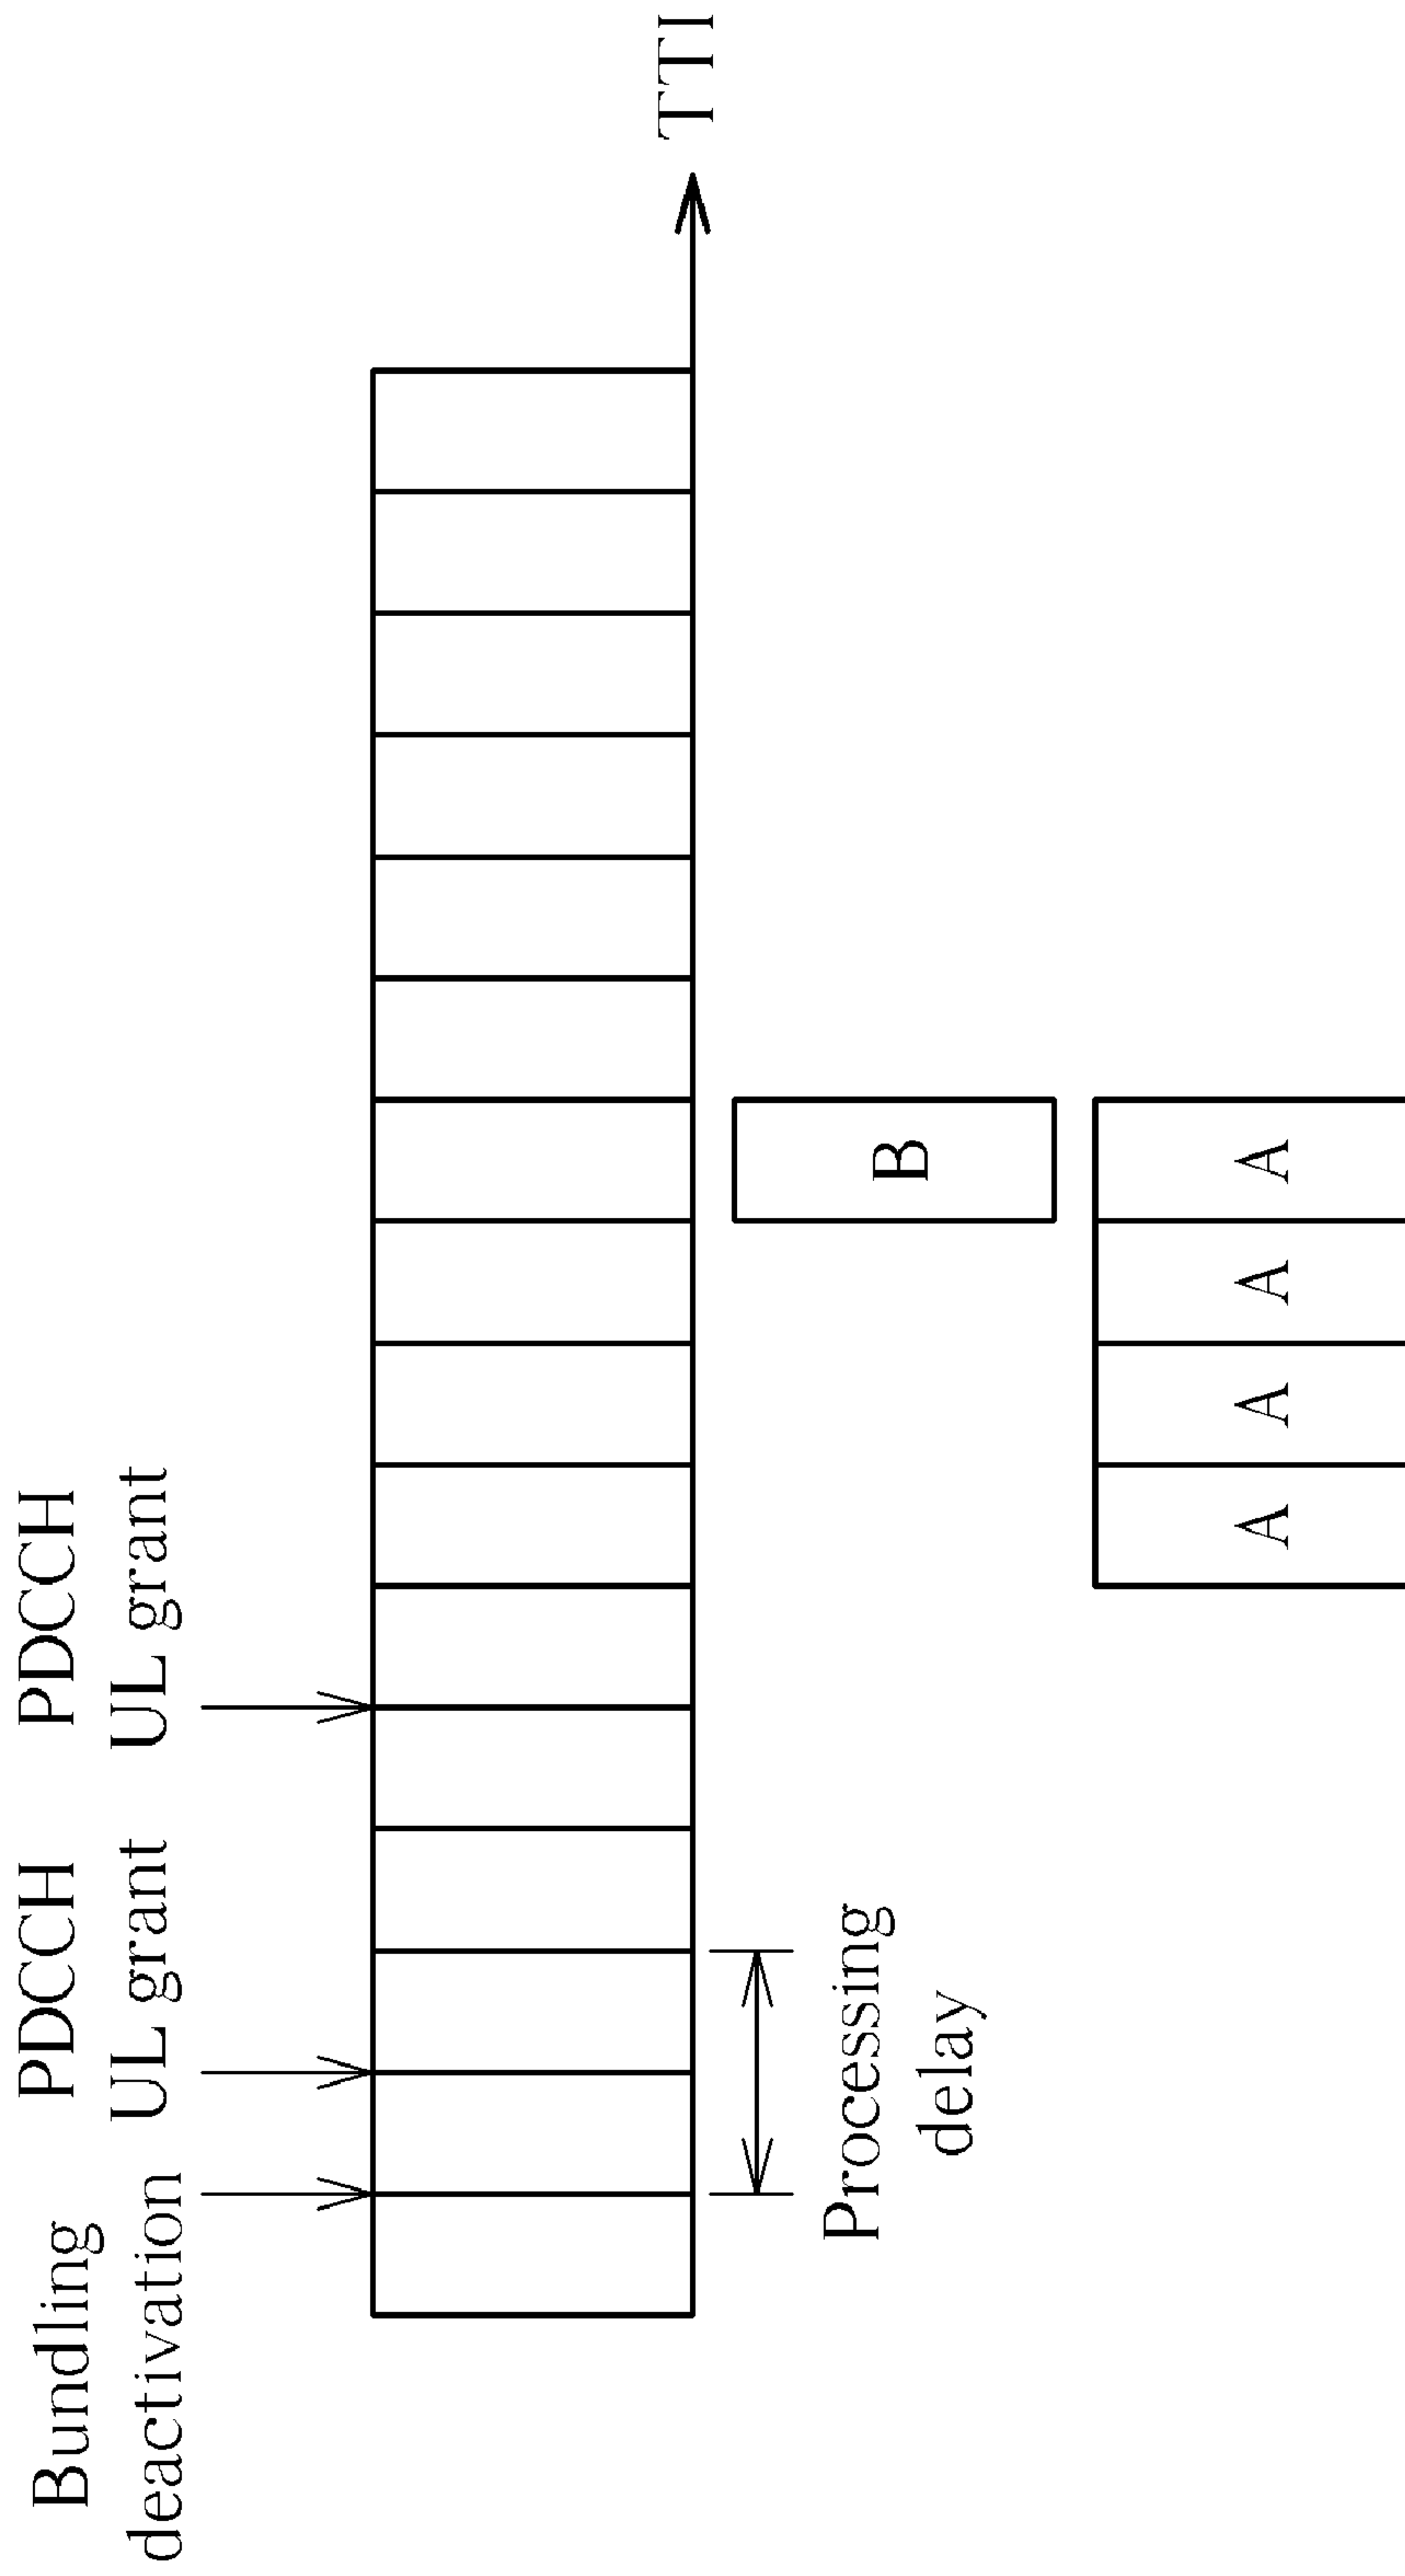 Bundling
deactivation
PDCCH
UL grant
PDCCH
UL grant
TTI
Processing
delay
B
A A A A